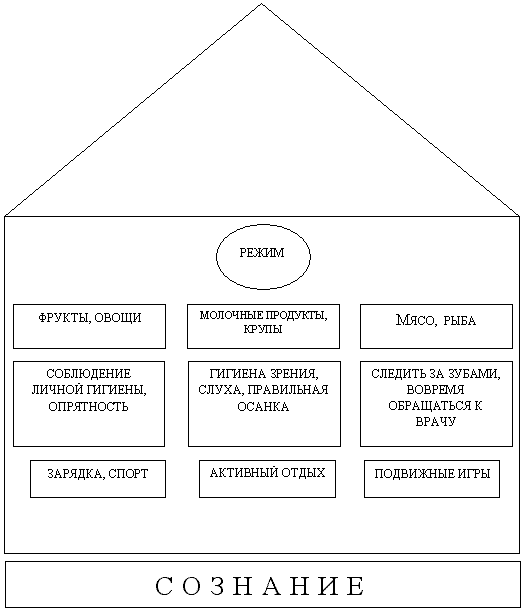 РЕЖИМ
ФРУКТЫ, ОВОЩИ
МОЛОЧНЫЕ ПРОДУКТЫ,
КРУПЫ
МЯСО, РЫБА
СОБЛЮДЕНИЕ
ЛИЧНОЙ ГИГИЕНЫ,
ОПРЯТНОСТЬ
ГИГИЕНА ЗРЕНИЯ,
СЛУХА, ПРАВИЛЬНАЯ
ОСАНКА
СЛЕДИТЬ ЗА ЗУБАМИ,
ВОВРЕМЯ
ОБРАЩАТЬСЯ К
ВРАЧУ
ЗАРЯДКА, СПОРТ
АКТИВНЫЙ ОТДЫХ
ПОДВИЖНЫЕ ИГРЫ
С О З Н А Н И Е